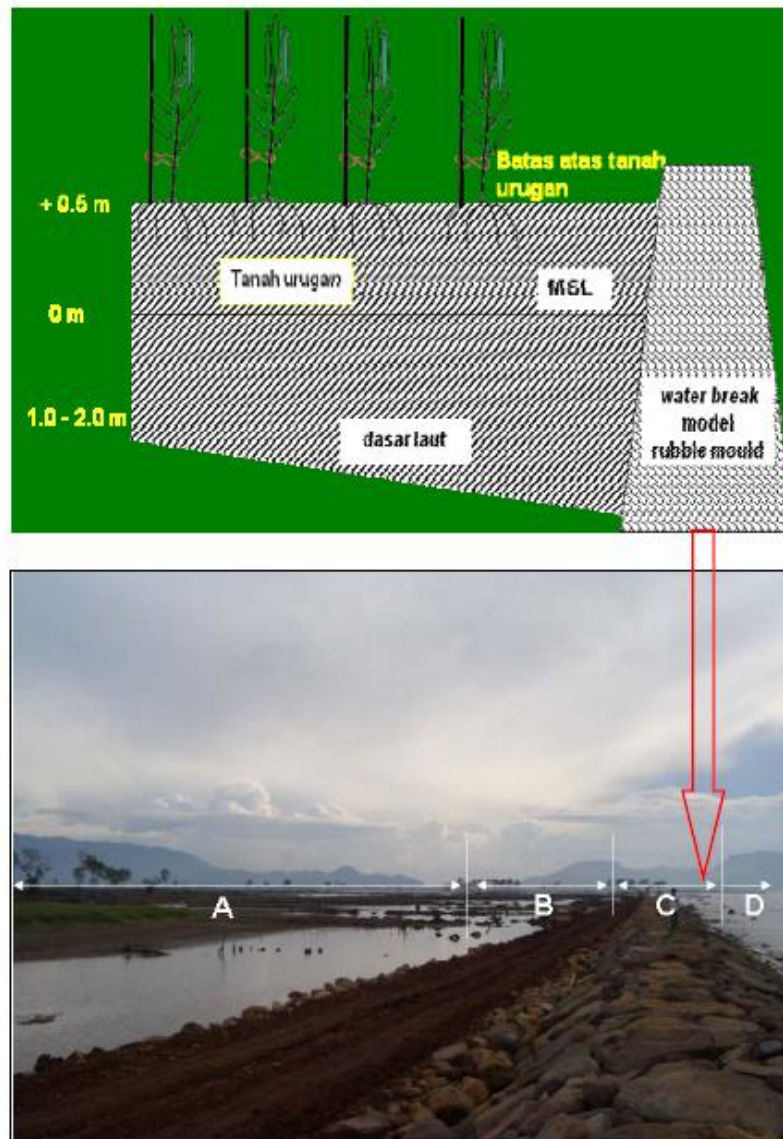 Batas atas tanah
urugan
+ 0.5 m
Tanah urugan
MSL
0 m
1.0 - 2.0 m
dasar laut
water break
model
rubble mould
A B C D